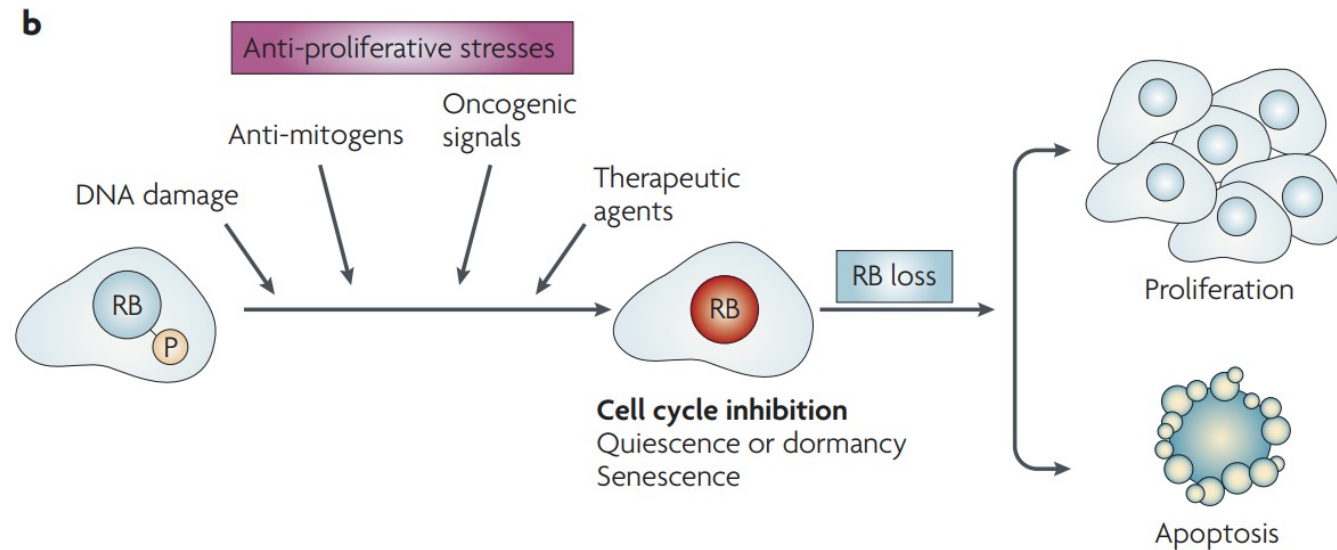 b
Anti-proliferative stresses
Oncogenic
signals
Anti-mitogens
DNA damage
Therapeutic
agents
RB
P
RB
RB loss
Proliferation
Cell cycle inhibition
Quiescence or dormancy
Senescence
Apoptosis